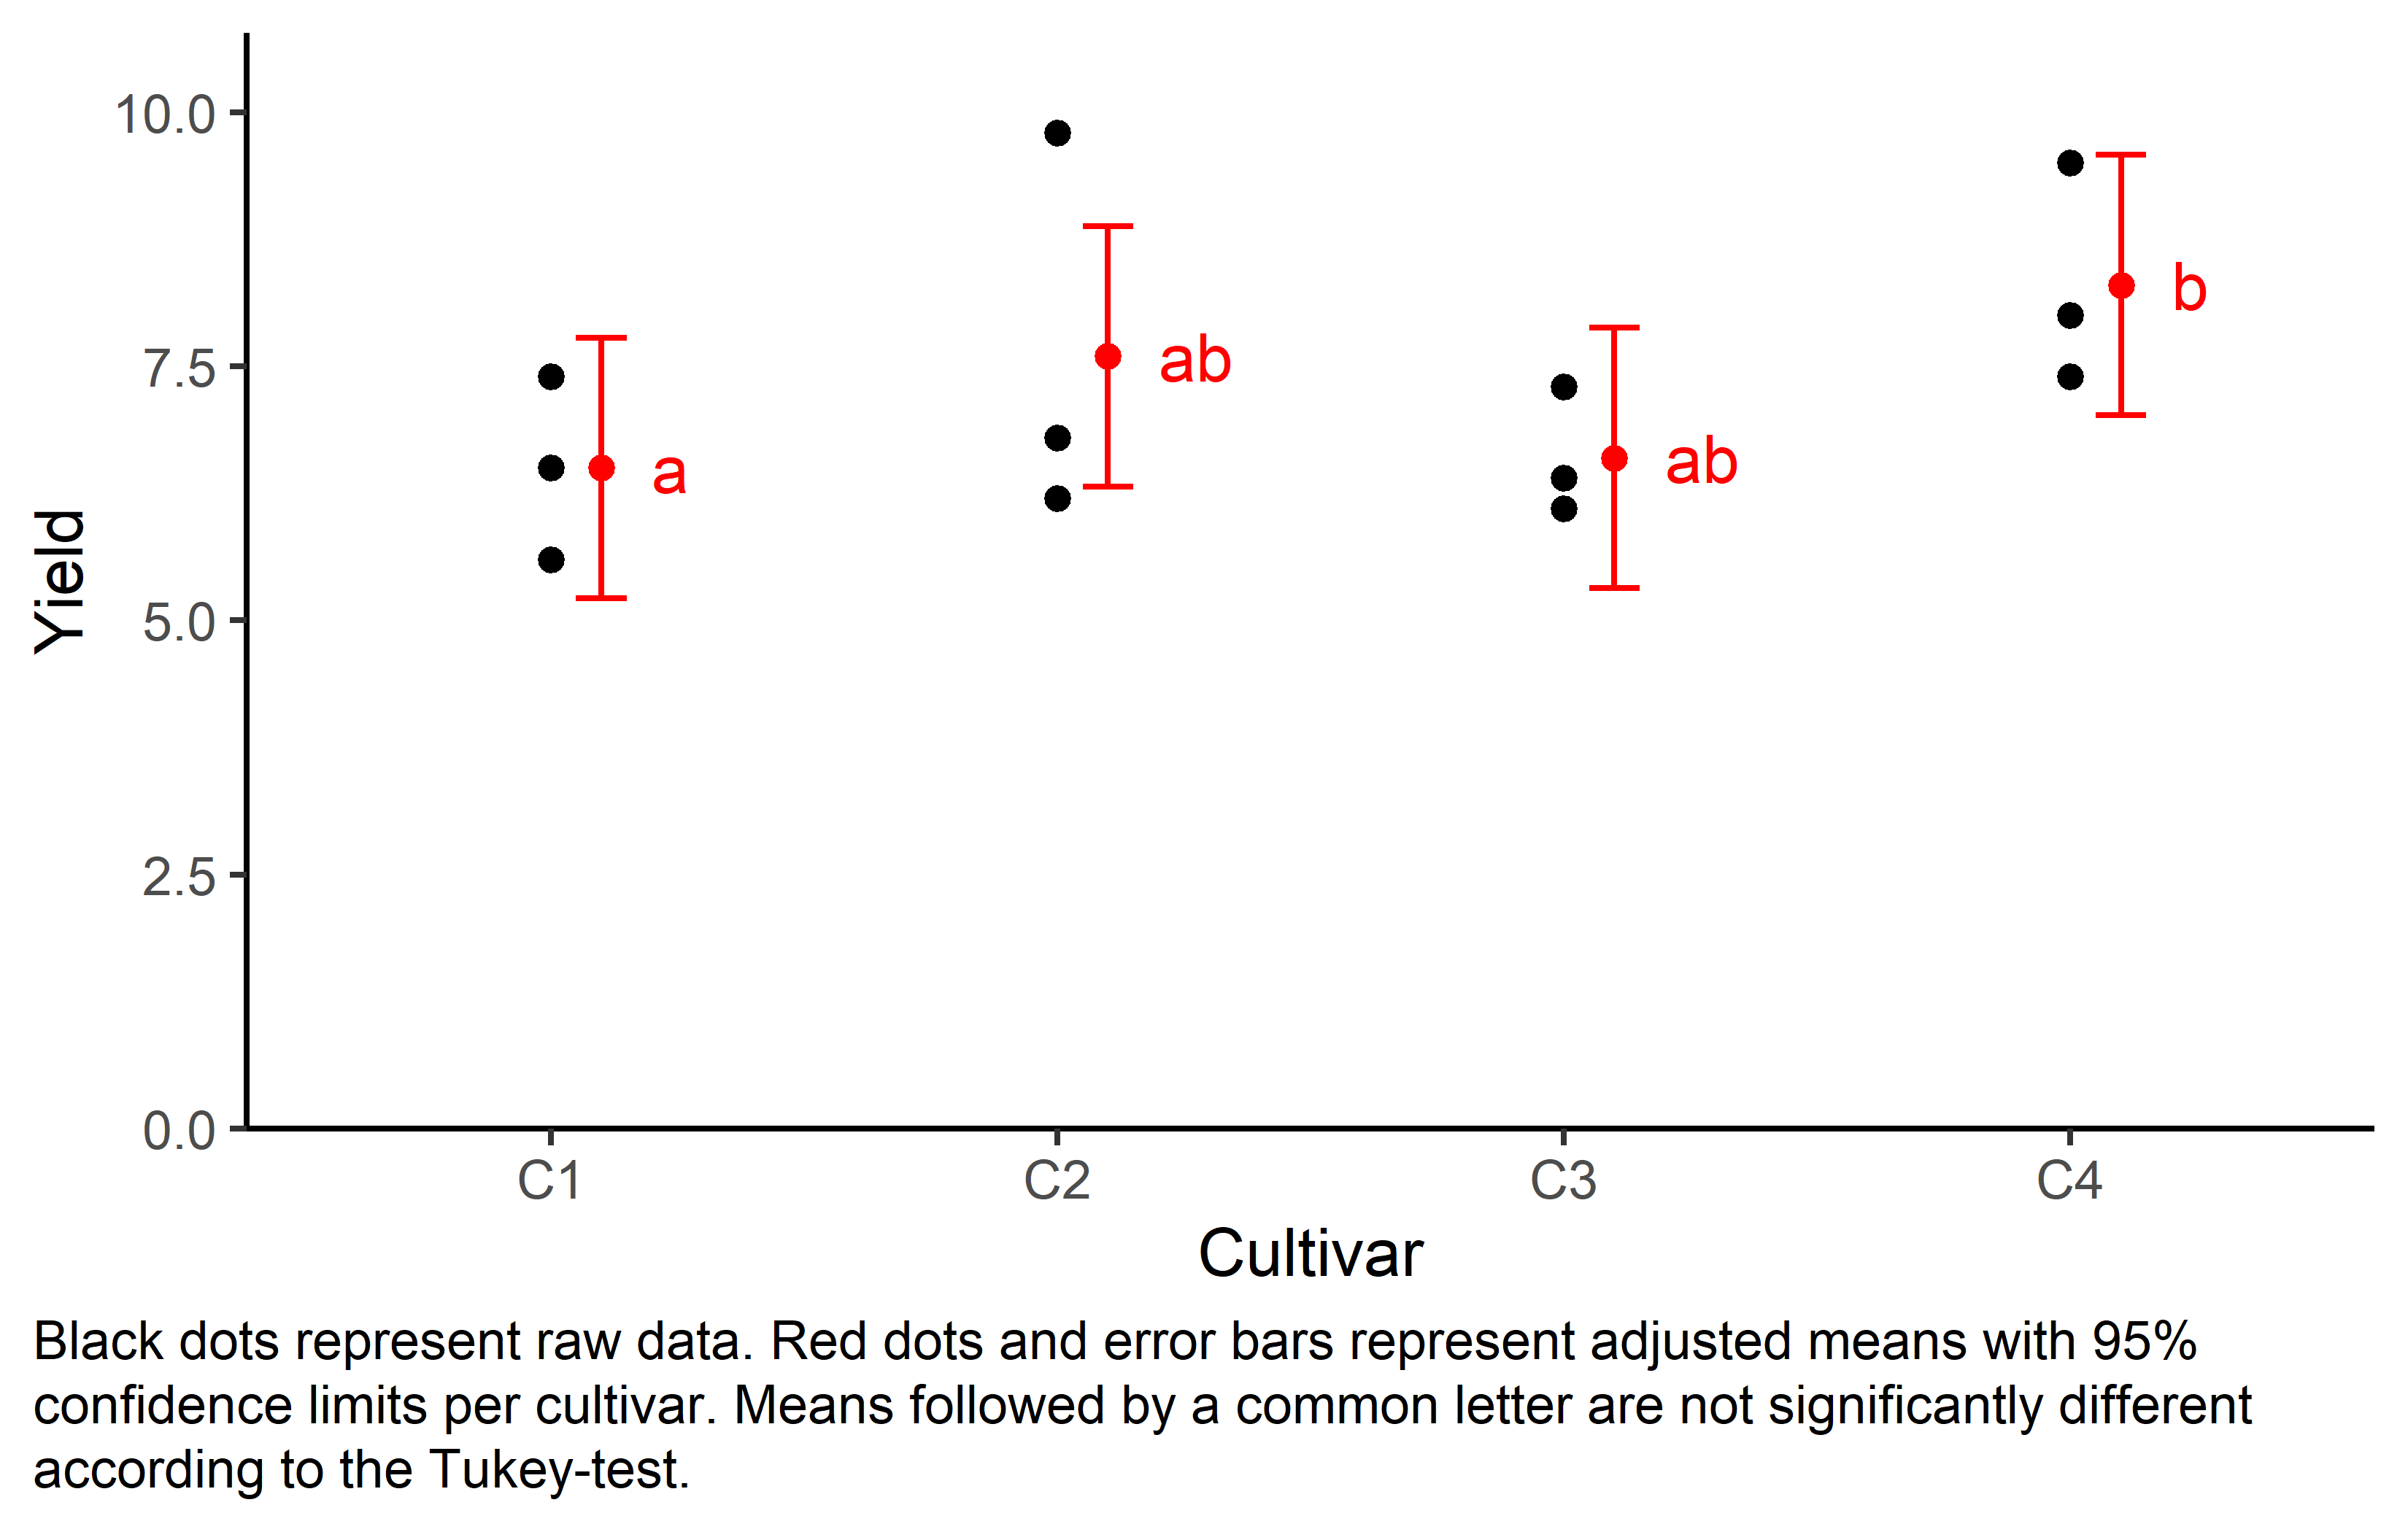 10.0
7.5
5.0
2.5
0.0
Yield
a
ab
ab
b
C1
C2
C3
C4
Cultivar
Black dots represent raw data. Red dots and error bars represent adjusted means with 95%
confidence limits per cultivar. Means followed by a common letter are not significantly different
according to the Tukey-test.